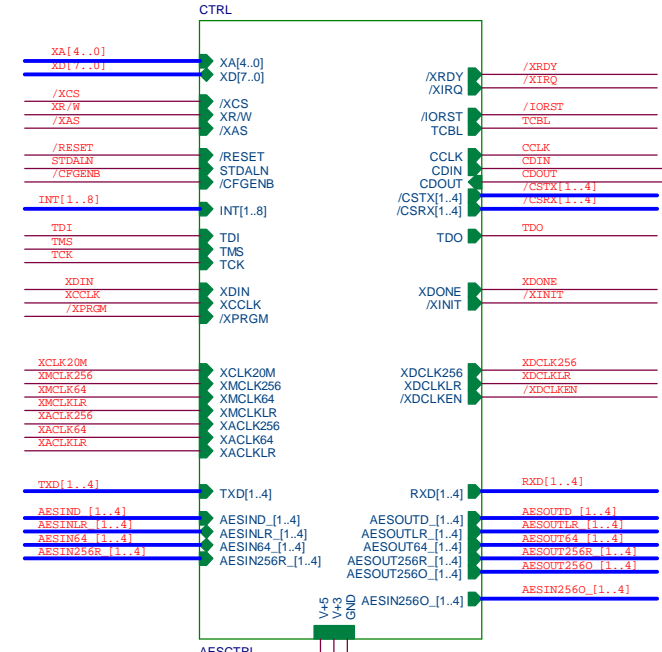 CTRL
XA[4..0] XA[4..0]
XD[7..0] XD[7..0] /XRDY /XRDY
/XIRQ /XIRQ
/XCS /XCS
XR/W XR/W /IORST /IORST
/XAS /XAS TCBL TCBL
/RESET /RESET CCLK CCLK
STDALN STDALN CDIN CDIN
/CFGENB /CFGENB CDOUT CDOUT
/CSTX[1..4] /CSTX[1..4]
INT[1..8] INT[1..8] /CSRX[1..4] /CSRX[1..4]
TDI TDI TDO TDO
TMS TMS
TCK TCK
XDIN XDIN XDONE XDONE
XCCLK XCCLK /XINIT /XINIT
/XPRGM /XPRGM
XCLK20M XCLK20M XDCLK256 XDCLK256
XMCLK256 XMCLK256 XDCLKLR XDCLKLR
XMCLK64 XMCLK64 /XDCLKEN /XDCLKEN
XMCLKLR XMCLKLR
XACLK256 XACLK256
XACLK64 XACLK64
XACLKLR XACLKLR
TXD[1..4] TXD[1..4] RXD[1..4] RXD[1..4]
AESIND_[1..4] AESIND_[1..4] AESOUTD_[1..4] AESOUTD_[1..4]
AESINLR_[1..4] AESINLR_[1..4] AESOUTLR_[1..4] AESOUTLR_[1..4]
AESIN64_[1..4] AESIN64_[1..4] AESOUT64_[1..4] AESOUT64_[1..4]
AESIN256R_[1..4] AESIN256R_[1..4] AESOUT256R_[1..4] AESOUT256R_[1..4]
AESOUT256O_[1..4] AESOUT256O_[1..4]
AESIN256O_[1..4] AESIN256O_[1..4]
V+5
V+3
GND
AESCTRL